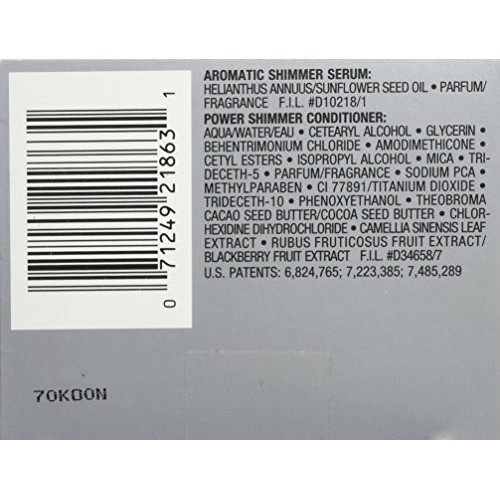 AROMATIC SHIMMER SERUM:
HELIANTHUS ANNUUS/SUNFLOWER SEED OIL • PARFUM/
FRAGRANCE F.I.L. #D10218/1
POWER SHIMMER CONDITIONER:
AQUA/WATER/EAU • CETEARYL ALCOHOL • GLYCERIN •
BEHENTRIMONIUM CHLORIDE • AMODIMETHICONE •
CETYL ESTERS • ISOPROPYL ALCOHOL • MICA • TRI-
DECETH-5 • PARFUM/FRAGRANCE • SODIUM PCA •
METHYLPARABEN • CI 77891/TITANIUM DIOXIDE •
TRIDECETH-10 • PHENOXYETHANOL • THEOBROMA
CACAO SEED BUTTER/COCOA SEED BUTTER • CHLOR-
HEXIDINE DIHYDROCHLORIDE • CAMELLIA SINENSIS LEAF
EXTRACT • RUBUS FRUTICOSUS FRUIT EXTRACT/
BLACKBERRY FRUIT EXTRACT F.I.L. #D34658/7
U.S. PATENTS: 6,824,765; 7,223,385; 7,485,289
0 71249 21863 1
70K00N